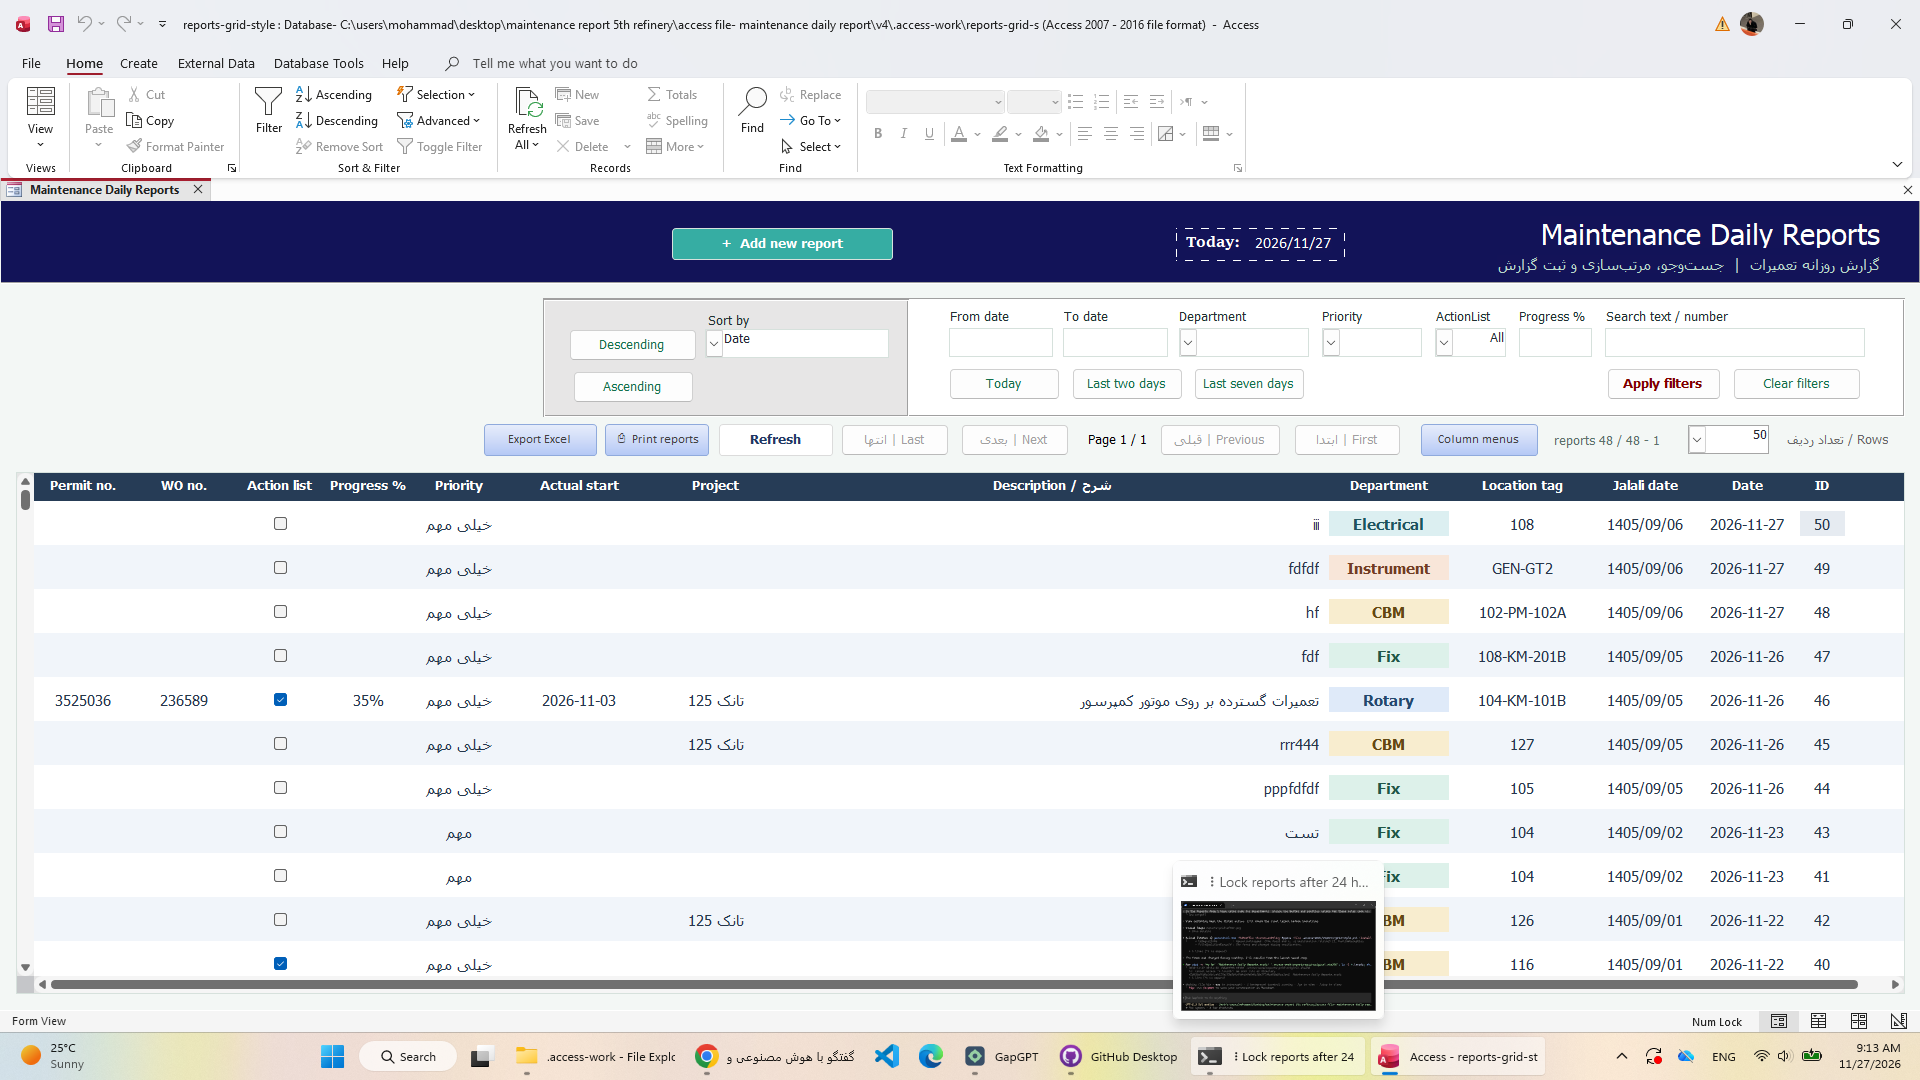 reports-grid-style : Database- C:\users\mohammad\desktop\maintenance report 5th refinery\access file- maintenance daily report\v4\.access-work\reports-grid-s (Access 2007 - 2016 file format) - Access
File Home Create External Data Database Tools Help Tell me what you want to do
View
Views
Paste
Cut
Copy
Format Painter
Clipboard
Filter
Ascending
Descending
Remove Sort
Selection
Advanced
Toggle Filter
Sort & Filter
Refresh All
New
Save
Delete
Totals
Spelling
More
Records
Find
Replace
Go To
Select
Find
B I U
Text Formatting
Maintenance Daily Reports
+ Add new report
Today: 2026/11/27
Maintenance Daily Reports
گزارش روزانه تعمیرات | جست‌وجو، مرتب‌سازی و ثبت گزارش
Sort by
Date
Descending
Ascending
From date To date Department Priority ActionList Progress % Search text / number
All
Today Last two days Last seven days Apply filters Clear filters
Export Excel Print reports Refresh انتها | Last بعدی | Next Page 1 / 1 قبلی | Previous ابتدا | First Column menus reports 48 / 48 - 1 50 تعداد ردیف / Rows
Permit no. WO no. Action list Progress % Priority Actual start Project Description / شرح Department Location tag Jalali date Date ID
خیلی مهم iii Electrical 108 1405/09/06 2026-11-27 50
خیلی مهم fdfdf Instrument GEN-GT2 1405/09/06 2026-11-27 49
خیلی مهم hf CBM 102-PM-102A 1405/09/06 2026-11-27 48
خیلی مهم fdf Fix 108-KM-201B 1405/09/05 2026-11-26 47
3525036 236589 35% خیلی مهم 2026-11-03 تانک 125 تعمیرات گسترده بر روی موتور کمپرسور Rotary 104-KM-101B 1405/09/05 2026-11-26 46
خیلی مهم تانک 125 rrr444 CBM 127 1405/09/05 2026-11-26 45
خیلی مهم pppfdfdf Fix 105 1405/09/05 2026-11-26 44
مهم تست Fix 104 1405/09/02 2026-11-23 43
مهم 104 1405/09/02 2026-11-23 41
خیلی مهم تانک 125 126 1405/09/01 2026-11-22 42
خیلی مهم 116 1405/09/01 2026-11-22 40
Lock reports after 24 h...
Form View
Num Lock
25°C
Sunny
Search
.access-work - File Explc
گفتگو با هوش مصنوعی و
GapGPT
GitHub Desktop
Lock reports after 24
Access - reports-grid-st
ENG
9:13 AM
11/27/2026